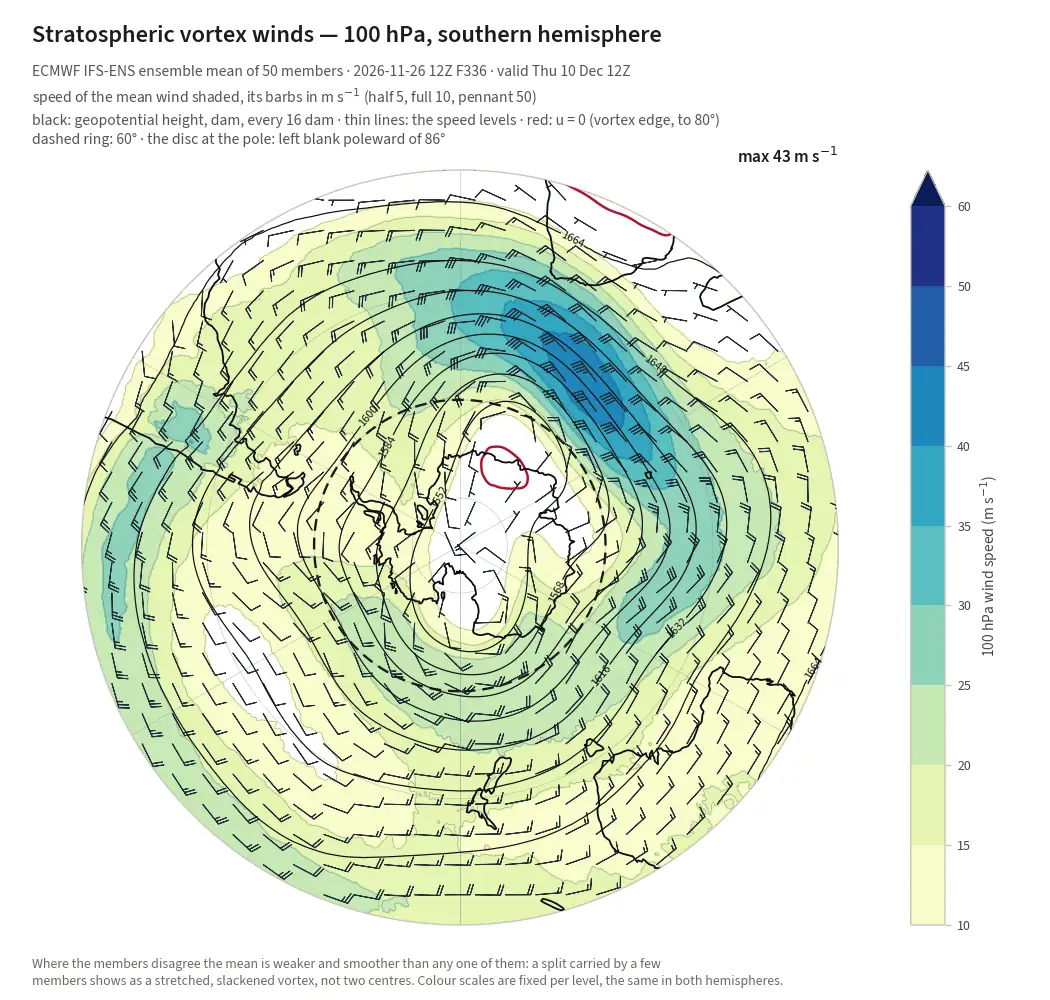 Stratospheric vortex winds — 100 hPa, southern hemisphere
ECMWF IFS-ENS ensemble mean of 50 members · 2026-11-26 12Z F336 · valid Thu 10 Dec 12Z
speed of the mean wind shaded, its barbs in m s⁻¹ (half 5, full 10, pennant 50)
black: geopotential height, dam, every 16 dam · thin lines: the speed levels · red: u = 0 (vortex edge, to 80°)
dashed ring: 60° · the disc at the pole: left blank poleward of 86°
max 43 m s⁻¹
60
50
45
40
35
30
25
20
15
10
100 hPa wind speed (m s⁻¹)
1664
1648
1600
1584
1552
1568
1632
1616
1664
Where the members disagree the mean is weaker and smoother than any one of them: a split carried by a few
members shows as a stretched, slackened vortex, not two centres. Colour scales are fixed per level, the same in both hemispheres.